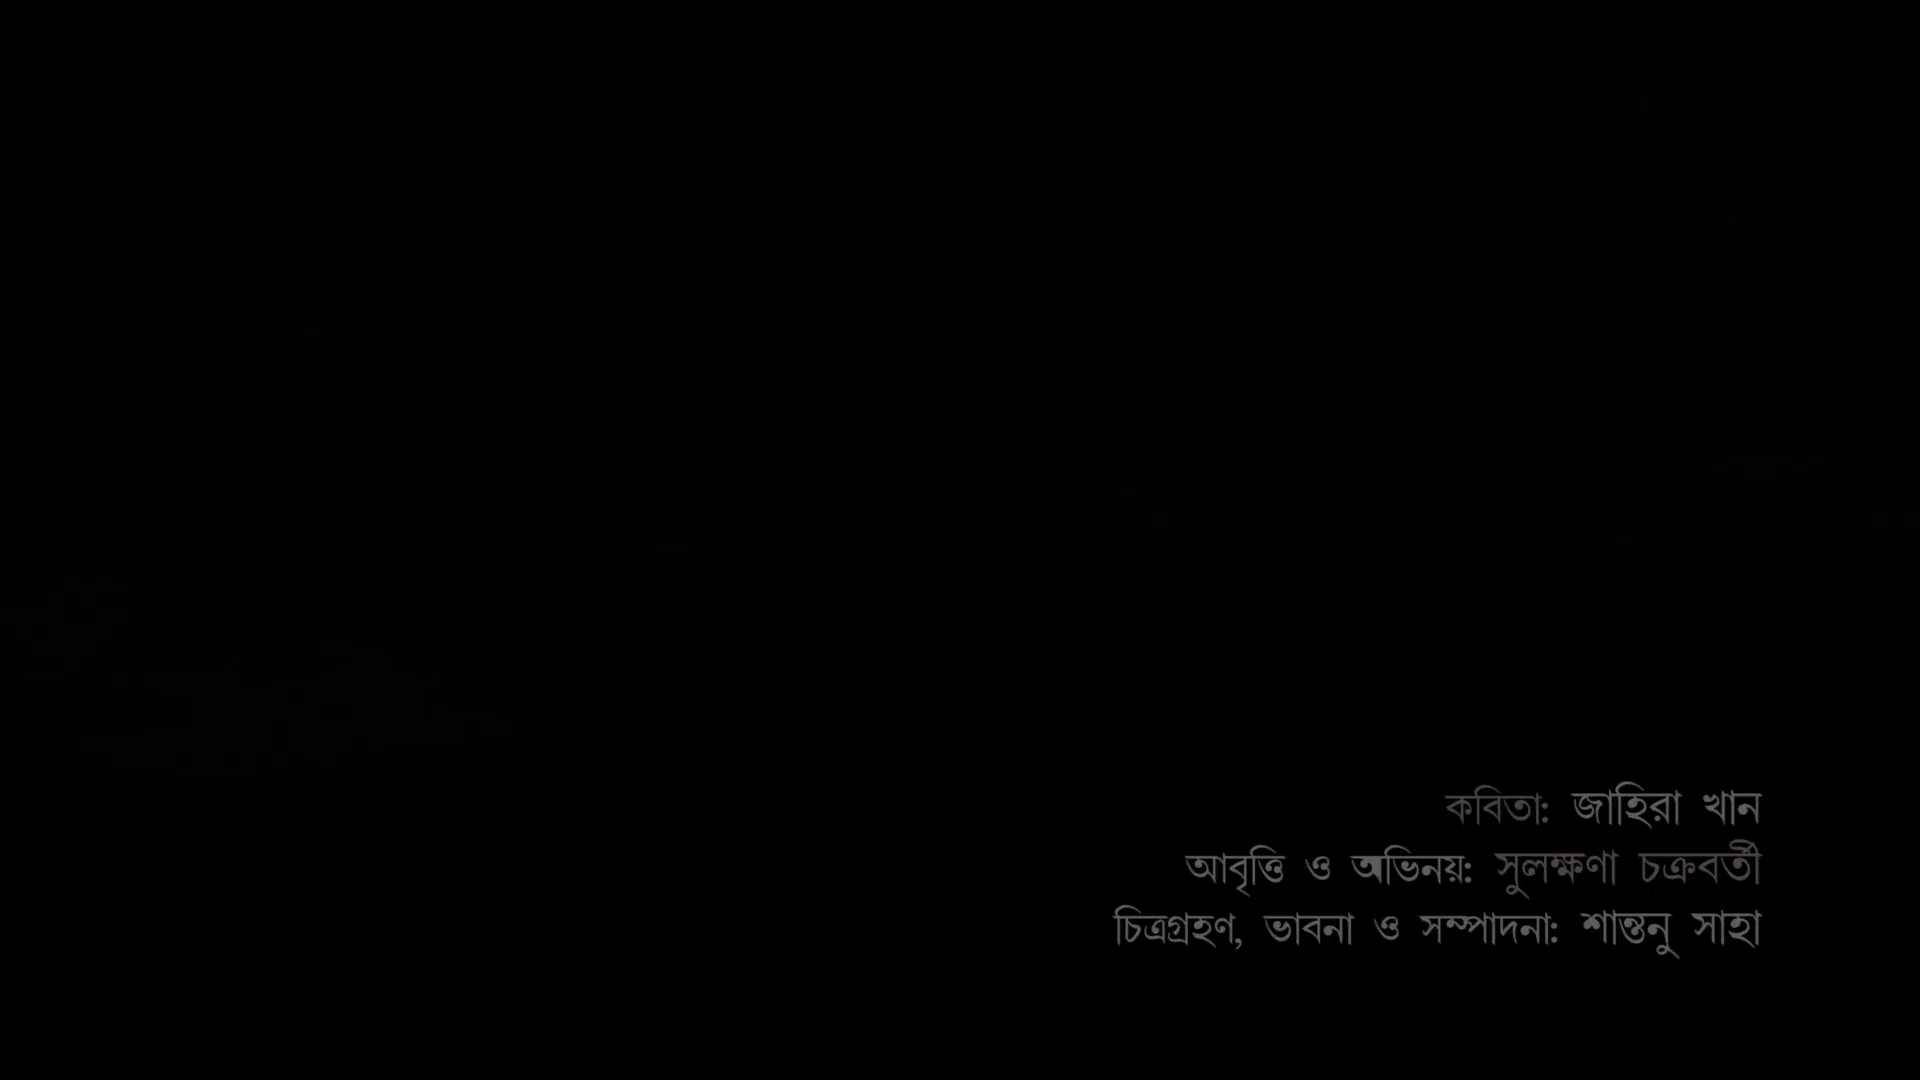 কবিতা: জাহিরা খান
আবৃত্তি ও অভিনয়: সুলক্ষণা চক্রবর্তী
চিত্রগ্রহণ, ভাবনা ও সম্পাদনা: শান্তনু সাহা